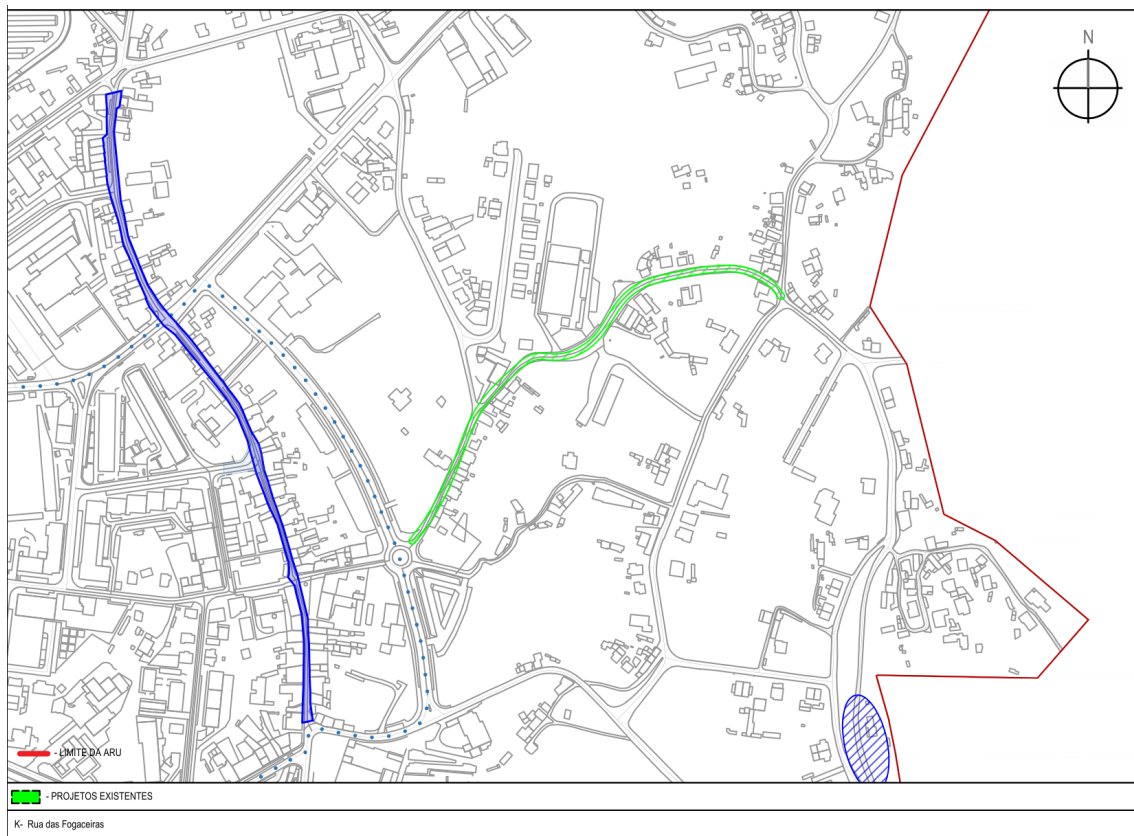 N
- LIMITE DA ARU
- PROJETOS EXISTENTES
K- Rua das Fogaceiras